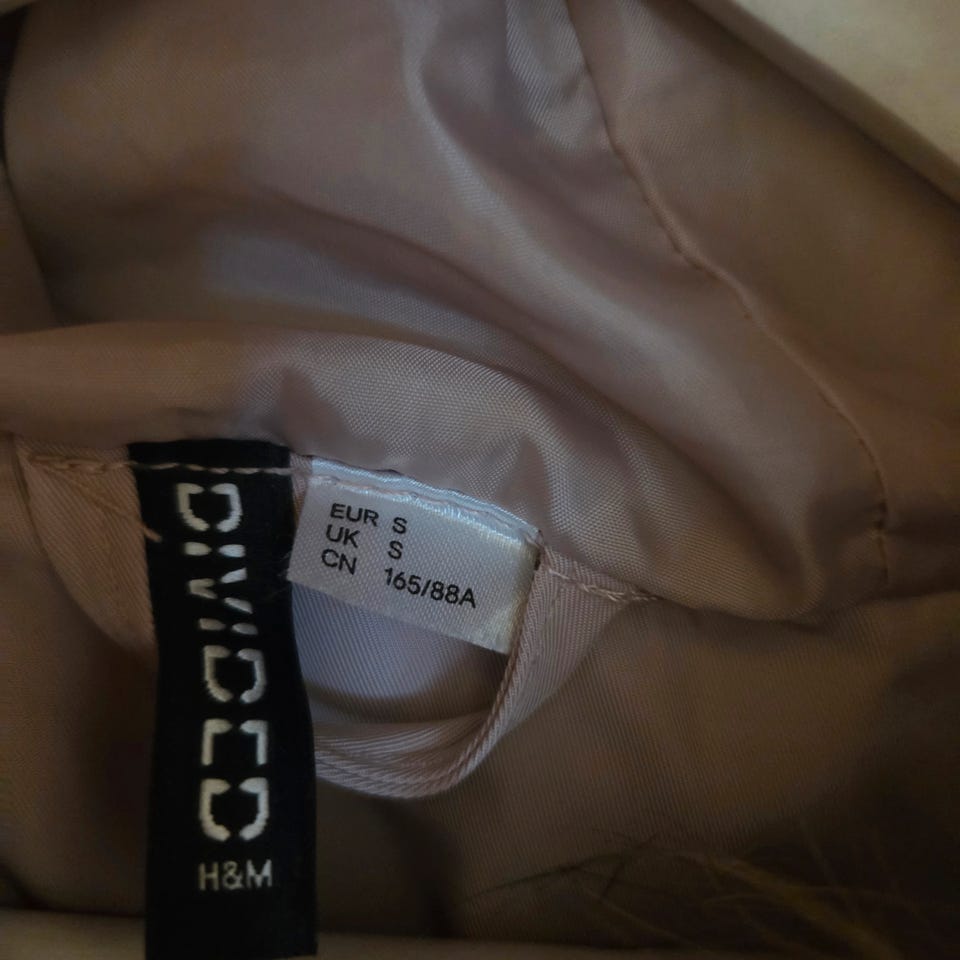 DIVIDED
H&M
EUR S
UK S
CN 165/88A